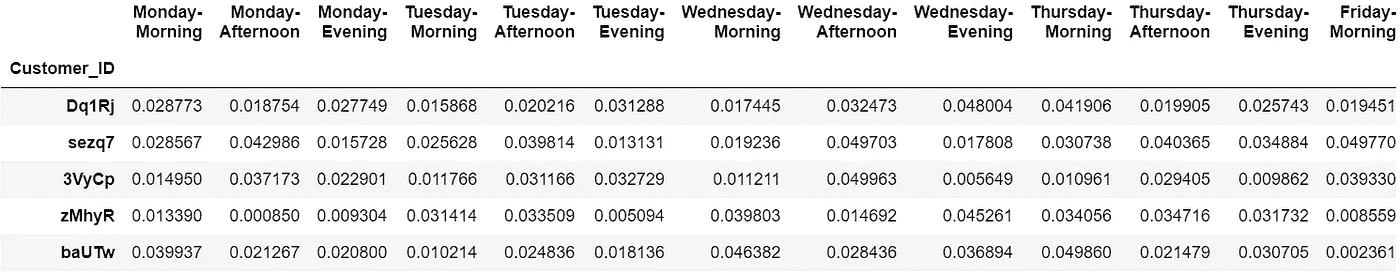 Monday- Monday- Monday- Tuesday- Tuesday- Tuesday- Wednesday- Wednesday- Wednesday- Thursday- Thursday- Thursday- Friday-
Morning Afternoon Evening Morning Afternoon Evening Morning Afternoon Evening Morning Afternoon Evening Morning
Customer_ID
Dq1Rj 0.028773 0.018754 0.027749 0.015868 0.020216 0.031288 0.017445 0.032473 0.048004 0.041906 0.019905 0.025743 0.019451
sezq7 0.028567 0.042986 0.015728 0.025628 0.039814 0.013131 0.019236 0.049703 0.017808 0.030738 0.040365 0.034884 0.049770
3VyCp 0.014950 0.037173 0.022901 0.011766 0.031166 0.032729 0.011211 0.049963 0.005649 0.010961 0.029405 0.009862 0.039330
zMhyR 0.013390 0.000850 0.009304 0.031414 0.033509 0.005094 0.039803 0.014692 0.045261 0.034056 0.034716 0.031732 0.008559
baUTw 0.039937 0.021267 0.020800 0.010214 0.024836 0.018136 0.046382 0.028436 0.036894 0.049860 0.021479 0.030705 0.002361